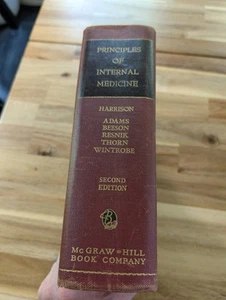 PRINCIPLES
OF
INTERNAL
MEDICINE
HARRISON
ADAMS
BEESON
RESNIK
THORN
WINTROBE
SECOND
EDITION
McGRAW-HILL
BOOK COMPANY